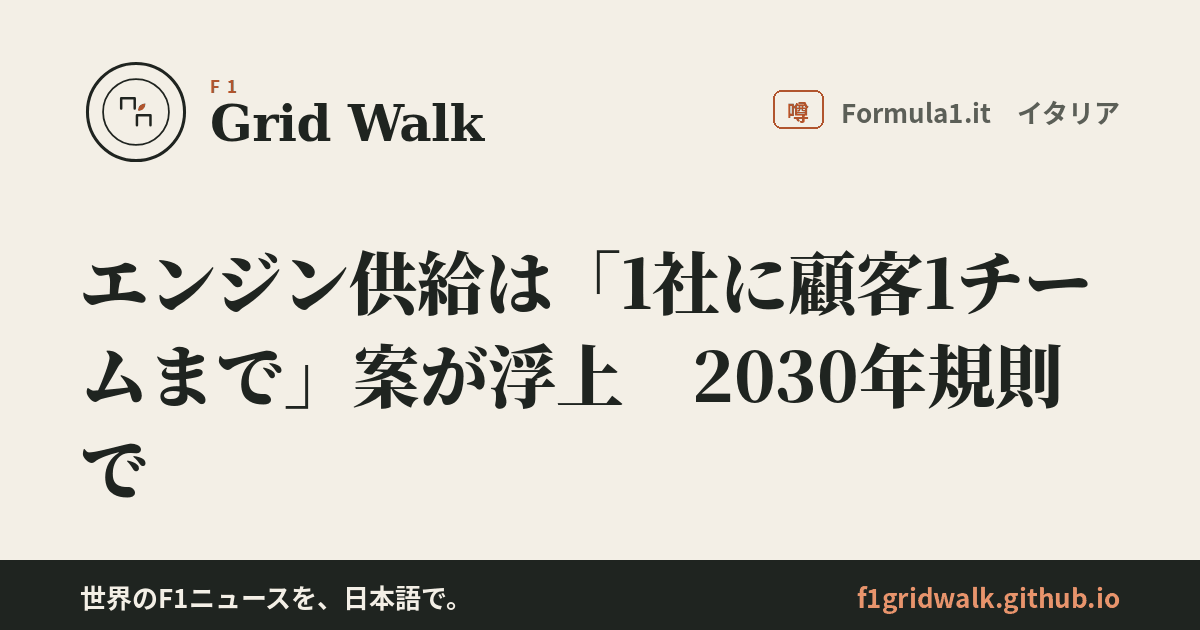 F1
Grid Walk
噂 Formula1.it イタリア
エンジン供給は「1社に顧客1チー
ムまで」案が浮上　2030年規則
で
世界のF1ニュースを、日本語で。
f1gridwalk.github.io